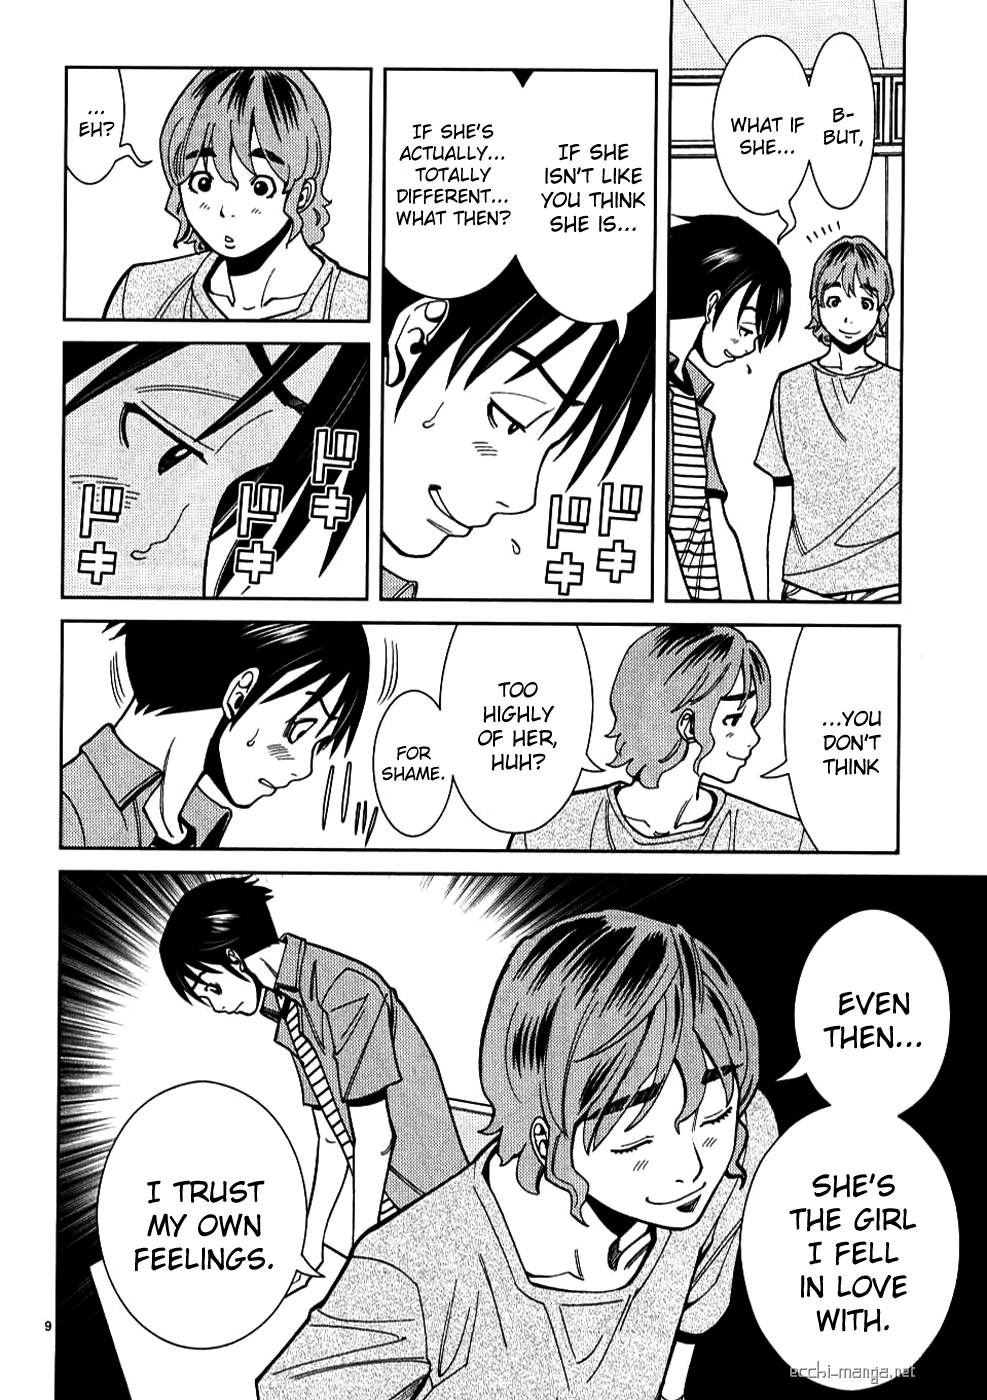 B-
BUT,
WHAT IF
SHE...
IF SHE
ISN'T LIKE
YOU THINK
SHE IS...
IF SHE'S
ACTUALLY...
TOTALLY
DIFFERENT...
WHAT THEN?
ドキ
ドキ
...
EH?
ドキ
ドキ
ドキ
...YOU
DON'T
THINK
TOO
HIGHLY
OF HER,
HUH?
FOR
SHAME.
EVEN
THEN...
SHE'S
THE GIRL
I FELL
IN LOVE
WITH.
I TRUST
MY OWN
FEELINGS.
9
ecchi-manga.net